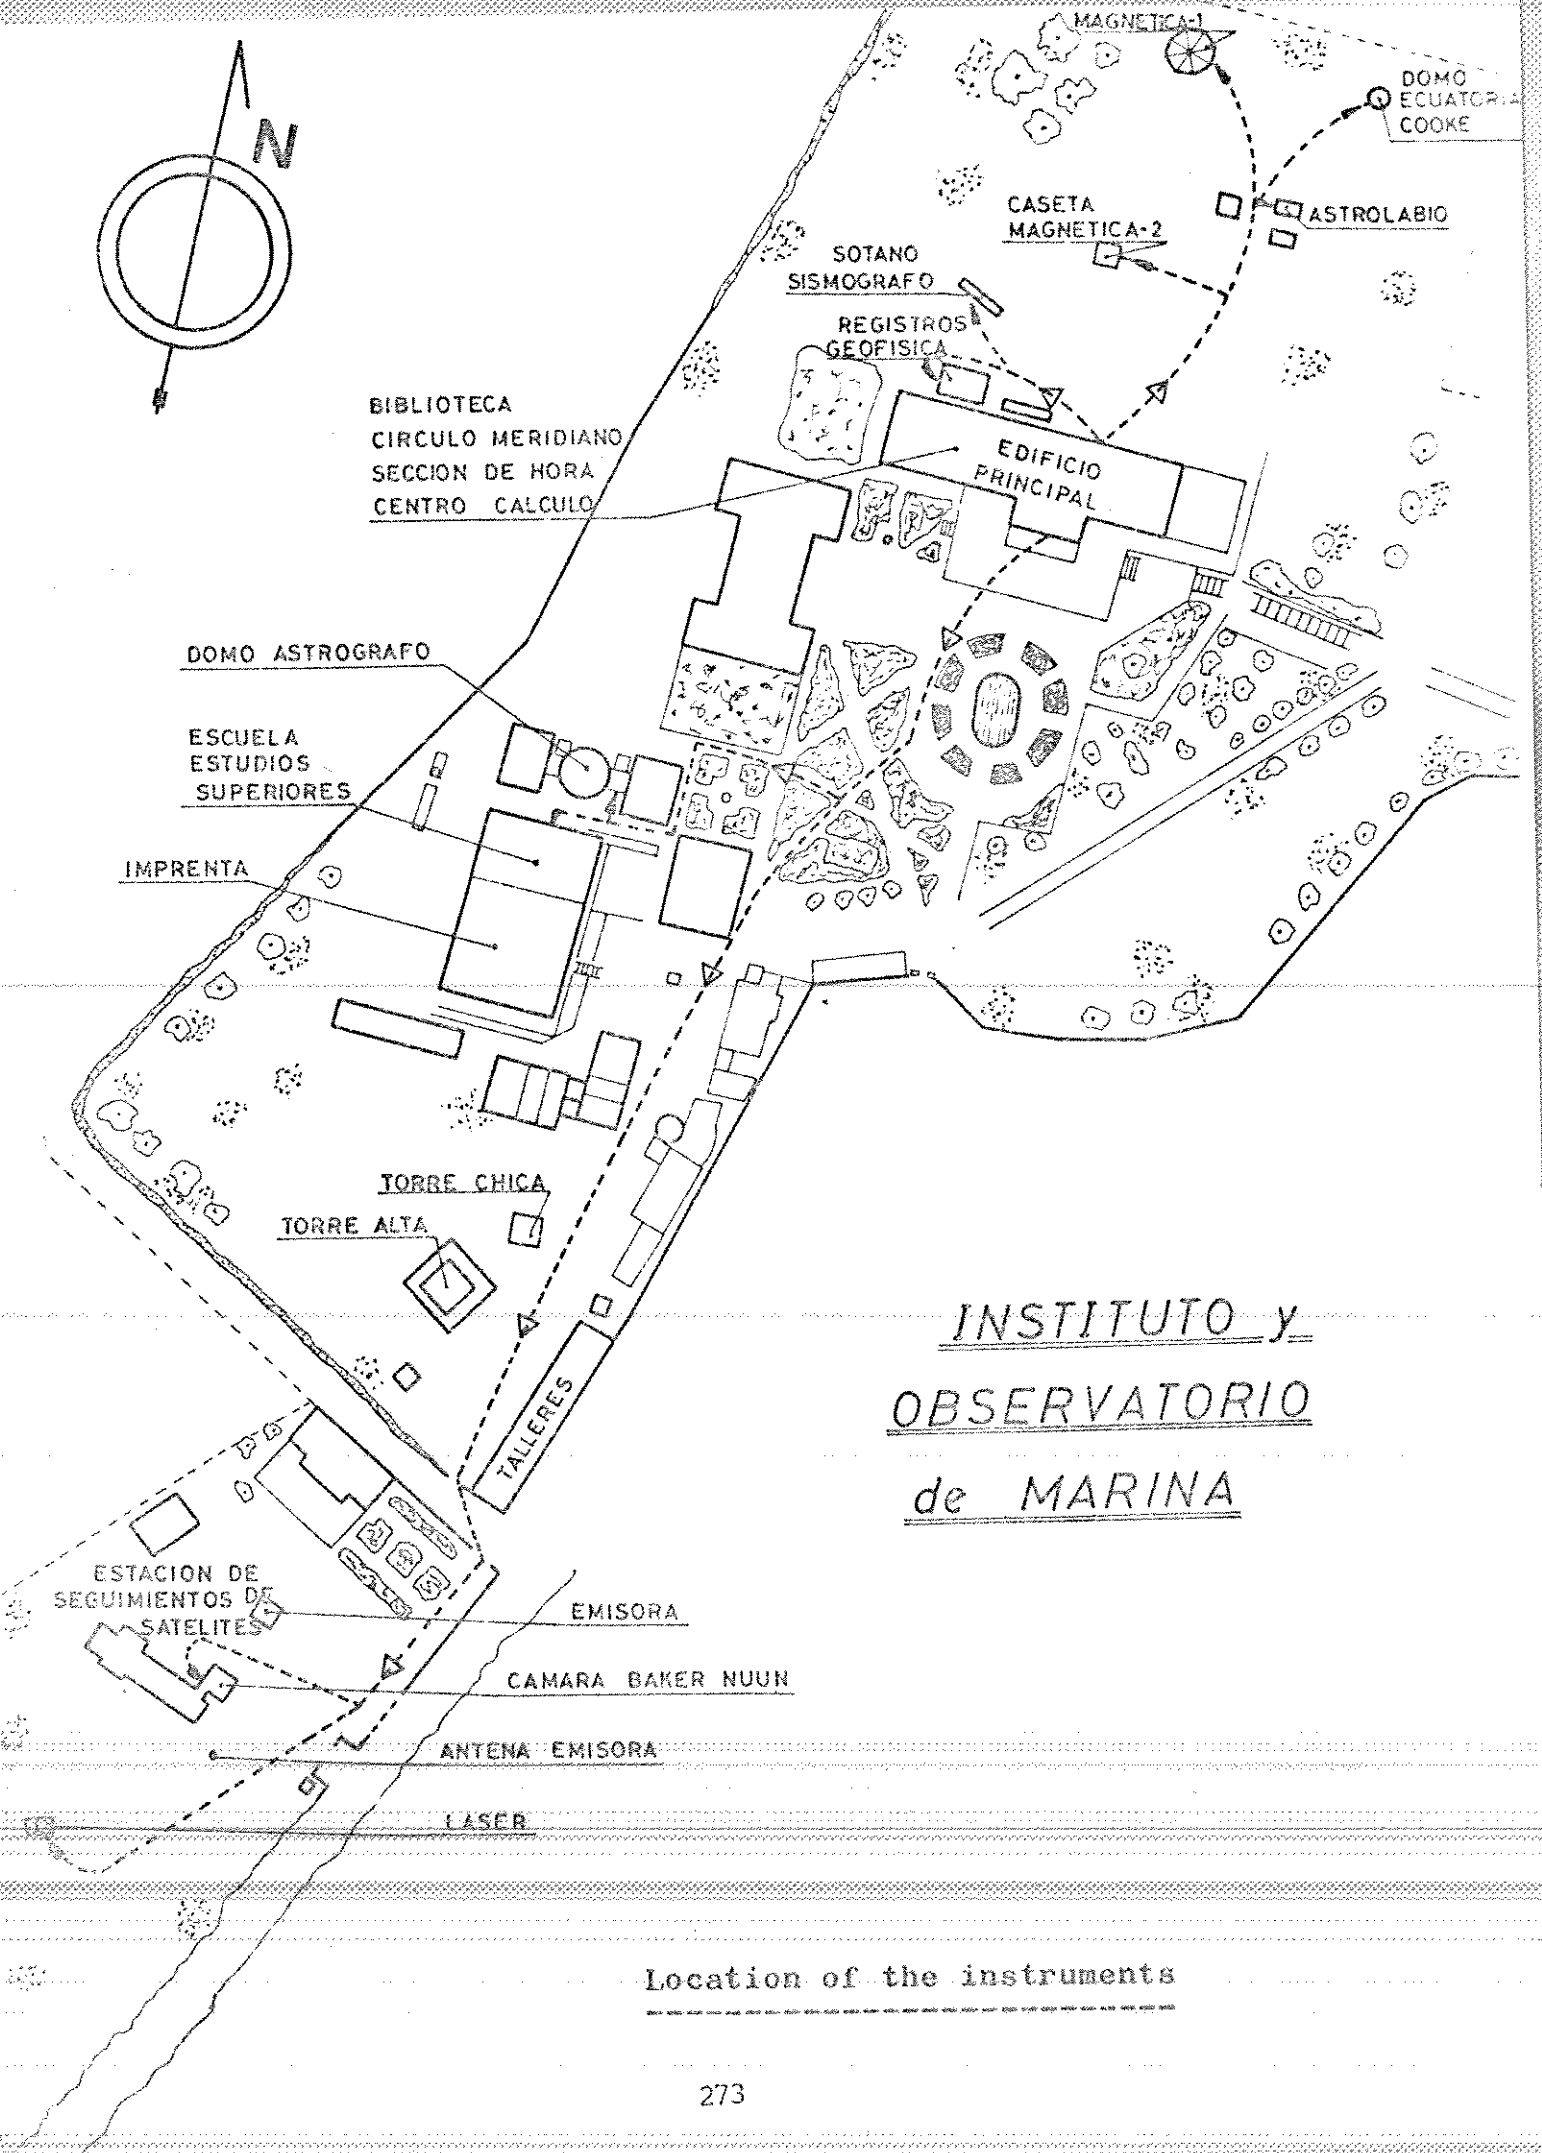 MAGNETICA-1
DOMO
ECUATORIA
COOKE
N
CASETA
MAGNETICA-2
ASTROLABIO
SOTANO
SISMOGRAFO
REGISTROS
GEOFISICA
BIBLIOTECA
CIRCULO MERIDIANO
SECCION DE HORA
CENTRO CALCULO
EDIFICIO
PRINCIPAL
DOMO ASTROGRAFO
ESCUELA
ESTUDIOS
SUPERIORES
IMPRENTA
TORRE CHICA
TORRE ALTA
TALLERES
INSTITUTO y
OBSERVATORIO
de MARINA
ESTACION DE
SEGUIMIENTOS DE
SATELITES
EMISORA
CAMARA BAKER NUUN
ANTENA EMISORA
LASER
Location of the instruments
273